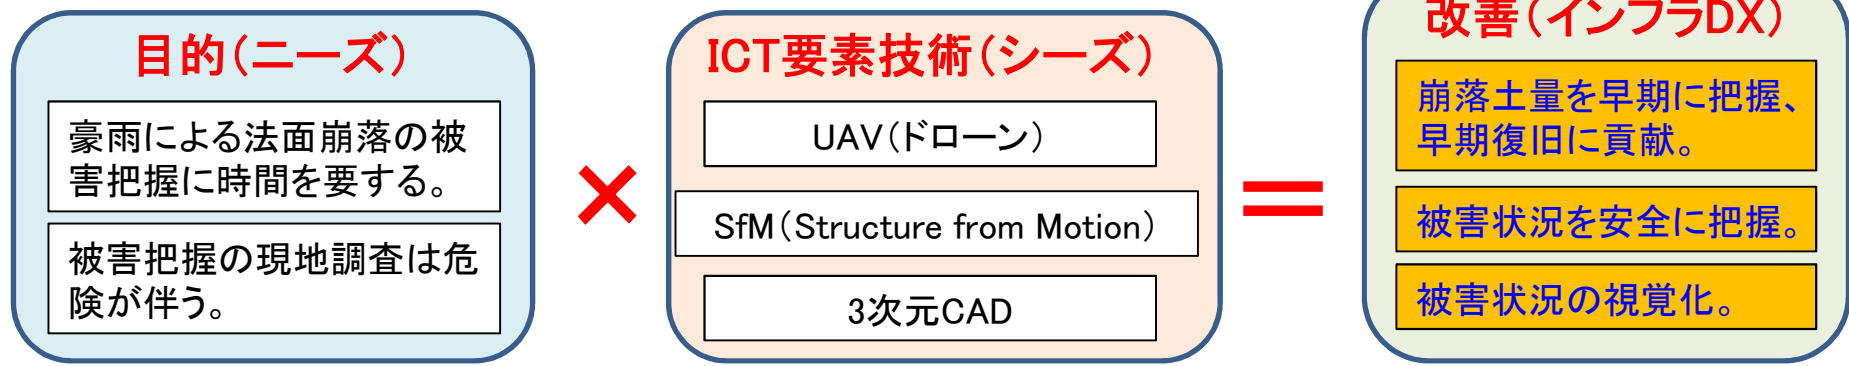 目的(ニーズ)
豪雨による法面崩落の被
害把握に時間を要する。
被害把握の現地調査は危
険が伴う。
×
ICT要素技術(シーズ)
UAV(ドローン)
SfM(Structure from Motion)
3次元CAD
=
改善(インフラDX)
崩落土量を早期に把握、
早期復旧に貢献。
被害状況を安全に把握。
被害状況の視覚化。